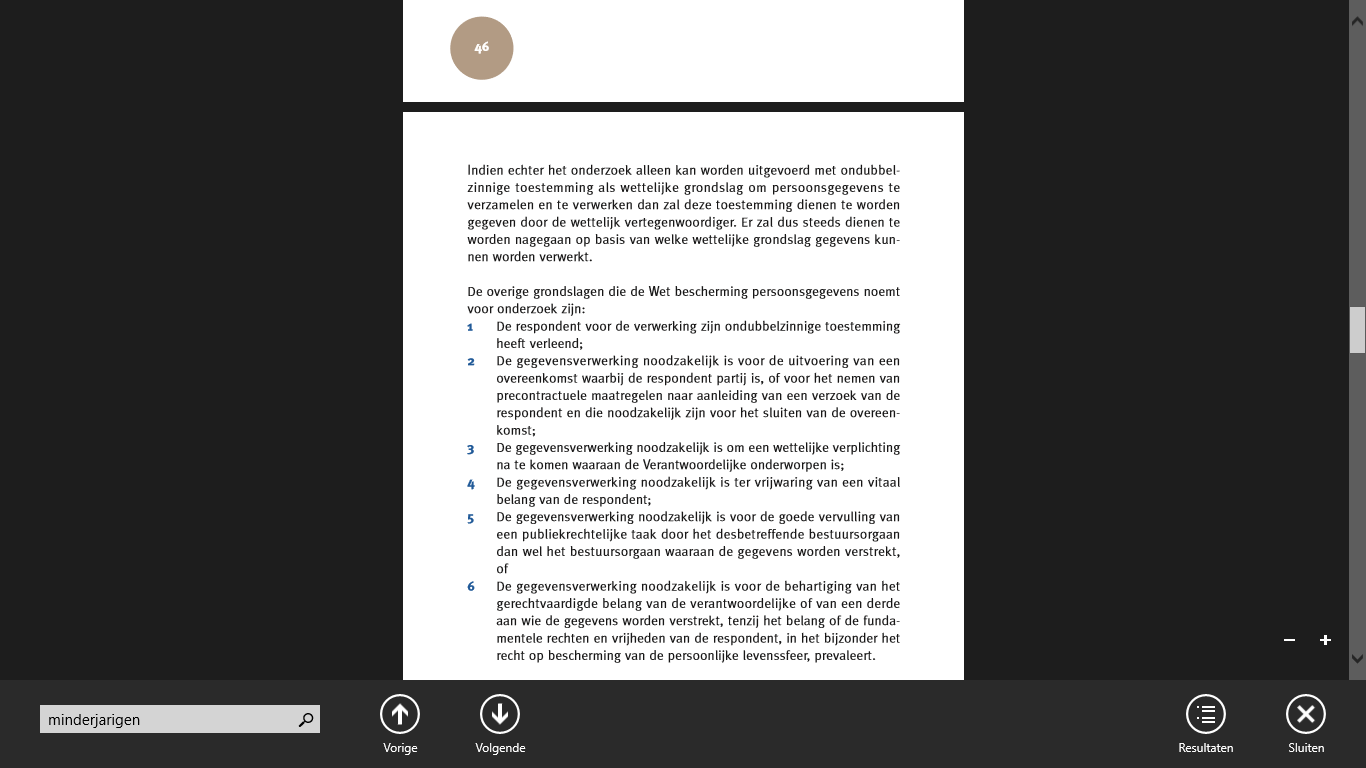 46
Indien echter het onderzoek alleen kan worden uitgevoerd met ondubbel-
zinnige toestemming als wettelijke grondslag om persoonsgegevens te
verzamelen en te verwerken dan zal deze toestemming dienen te worden
gegeven door de wettelijk vertegenwoordiger. Er zal dus steeds dienen te
worden nagegaan op basis van welke wettelijke grondslag gegevens kun-
nen worden verwerkt.
De overige grondslagen die de Wet bescherming persoonsgegevens noemt
voor onderzoek zijn:
1 De respondent voor de verwerking zijn ondubbelzinnige toestemming
heeft verleend;
2 De gegevensverwerking noodzakelijk is voor de uitvoering van een
overeenkomst waarbij de respondent partij is, of voor het nemen van
precontractuele maatregelen naar aanleiding van een verzoek van de
respondent en die noodzakelijk zijn voor het sluiten van de overeen-
komst;
3 De gegevensverwerking noodzakelijk is om een wettelijke verplichting
na te komen waaraan de Verantwoordelijke onderworpen is;
4 De gegevensverwerking noodzakelijk is ter vrijwaring van een vitaal
belang van de respondent;
5 De gegevensverwerking noodzakelijk is voor de goede vervulling van
een publiekrechtelijke taak door het desbetreffende bestuursorgaan
dan wel het bestuursorgaan waaraan de gegevens worden verstrekt,
of
6 De gegevensverwerking noodzakelijk is voor de behartiging van het
gerechtvaardigde belang van de verantwoordelijke of van een derde
aan wie de gegevens worden verstrekt, tenzij het belang of de funda-
mentele rechten en vrijheden van de respondent, in het bijzonder het
recht op bescherming van de persoonlijke levenssfeer, prevaleert.
minderjarigen
Vorige
Volgende
Resultaten
Sluiten